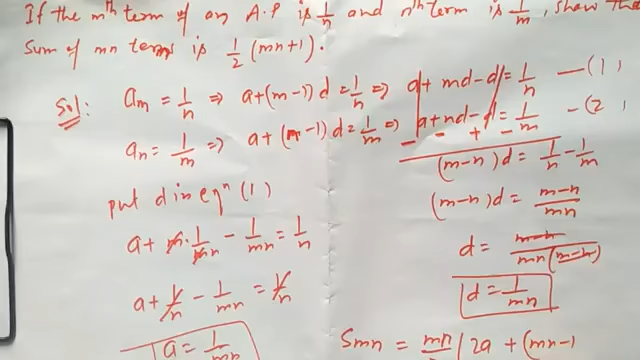 If the mth term of an A.P is 1/n and nth term is 1/m, show that
Sum of mn terms is 1/2 (mn+1).
Sol: am = 1/n ⇒ a+(m-1)d = 1/n ⇒ a+md-d = 1/n —(1)
an = 1/m ⇒ a+(n-1)d = 1/m ⇒ a+nd-d = 1/m —(2)
- - + -
(m-n)d = 1/n - 1/m
put d in eqn (1)
(m-n)d = m-n/mn
a + m·1/mn - 1/mn = 1/n
d = m-n/mn(m-n)
a + 1/n - 1/mn = 1/n
d = 1/mn
a = 1/mn
Smn = mn/2 [2a + (mn-1